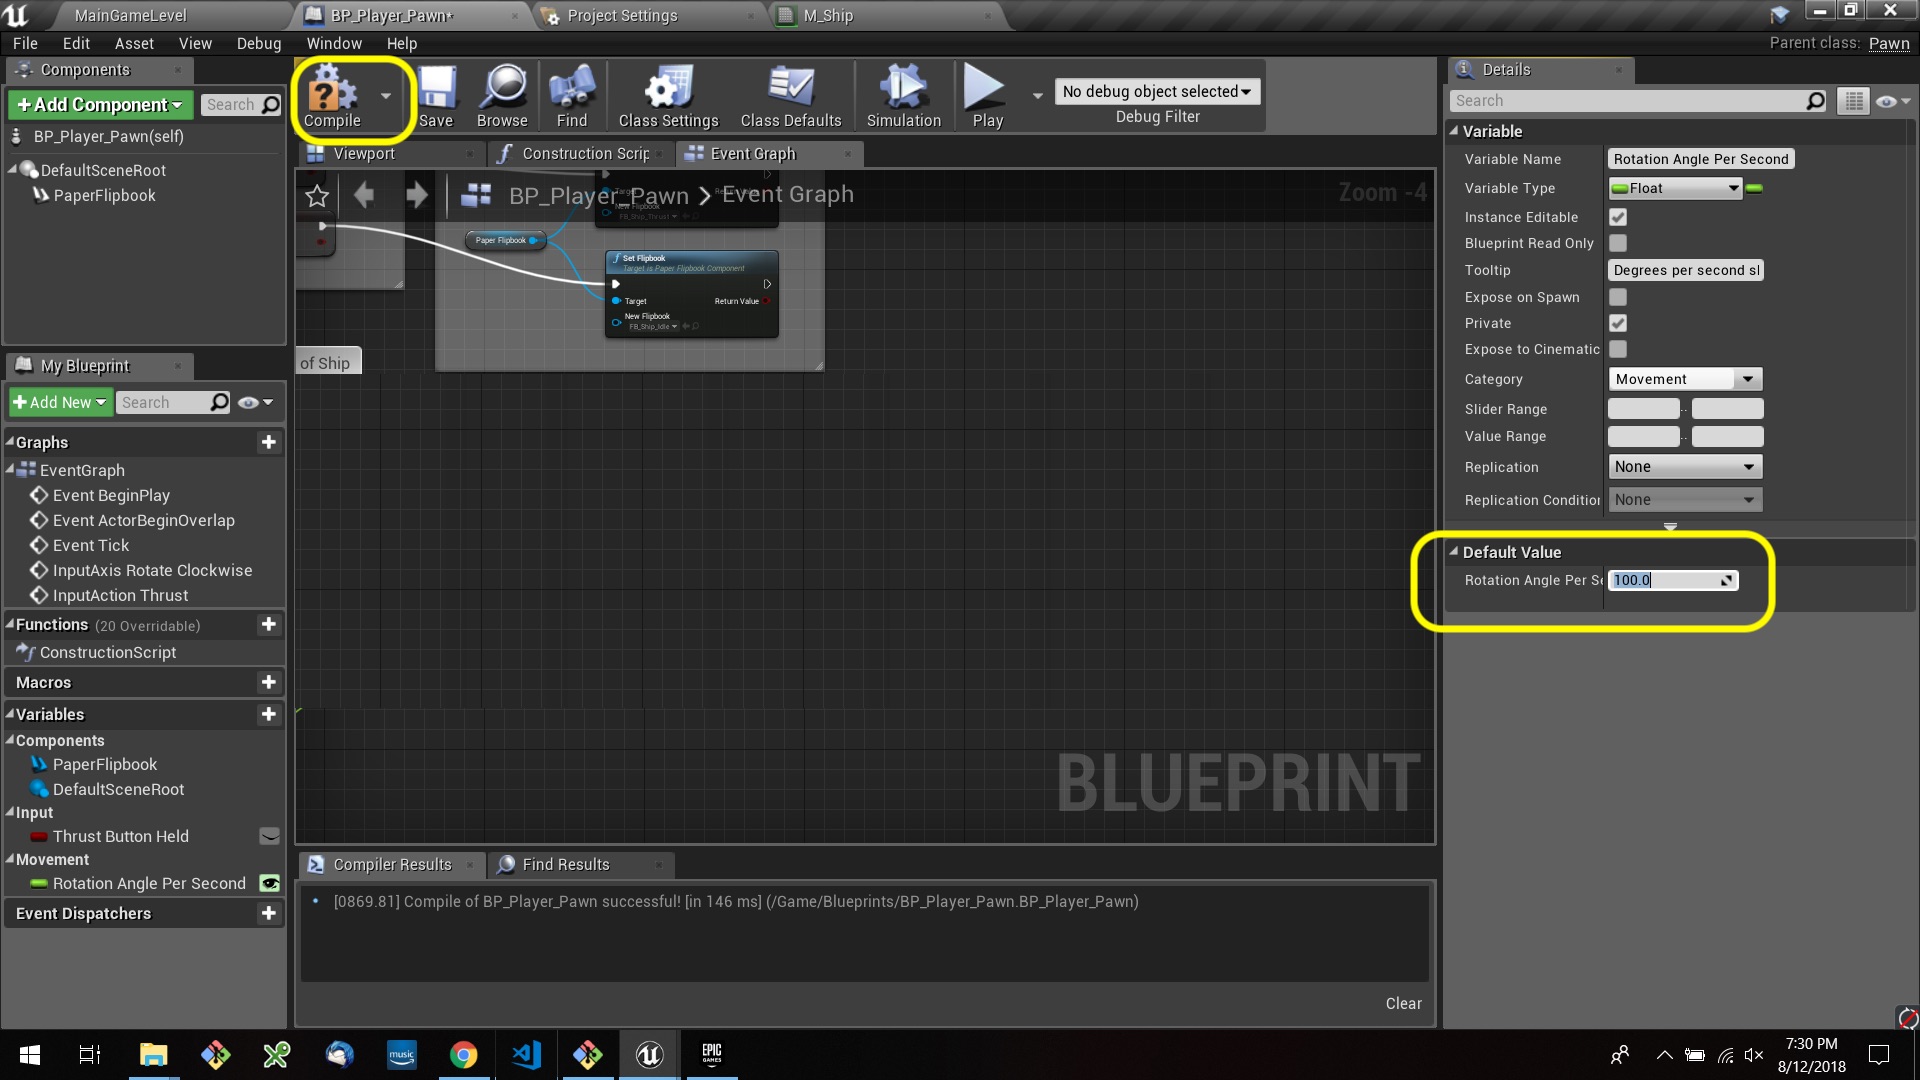 MainGameLevel
BP_Player_Pawn*
Project Settings
M_Ship
File Edit Asset View Debug Window Help
Parent class: Pawn
Components
+Add Component
Search
BP_Player_Pawn(self)
DefaultSceneRoot
PaperFlipbook
Compile
Save
Browse
Find
Class Settings
Class Defaults
Simulation
Play
No debug object selected
Debug Filter
Viewport
Construction Scrip
Event Graph
BP_Player_Pawn > Event Graph
Zoom -4
New Flipbook
FB_Ship_Thrust
Paper Flipbook
Set Flipbook
Target is Paper Flipbook Component
Target
Return Value
New Flipbook
FB_Ship_Idle
of Ship
BLUEPRINT
My Blueprint
+Add New
Search
Graphs
EventGraph
Event BeginPlay
Event ActorBeginOverlap
Event Tick
InputAxis Rotate Clockwise
InputAction Thrust
Functions (20 Overridable)
ConstructionScript
Macros
Variables
Components
PaperFlipbook
DefaultSceneRoot
Input
Thrust Button Held
Movement
Rotation Angle Per Second
Event Dispatchers
Compiler Results
Find Results
[0869.81] Compile of BP_Player_Pawn successful! [in 146 ms] (/Game/Blueprints/BP_Player_Pawn.BP_Player_Pawn)
Clear
Details
Search
Variable
Variable Name Rotation Angle Per Second
Variable Type Float
Instance Editable
Blueprint Read Only
Tooltip Degrees per second sl
Expose on Spawn
Private
Expose to Cinematic
Category Movement
Slider Range
Value Range
Replication None
Replication Condition None
Default Value
Rotation Angle Per Se 100.0
music
EPIC
GAMES
7:30 PM
8/12/2018